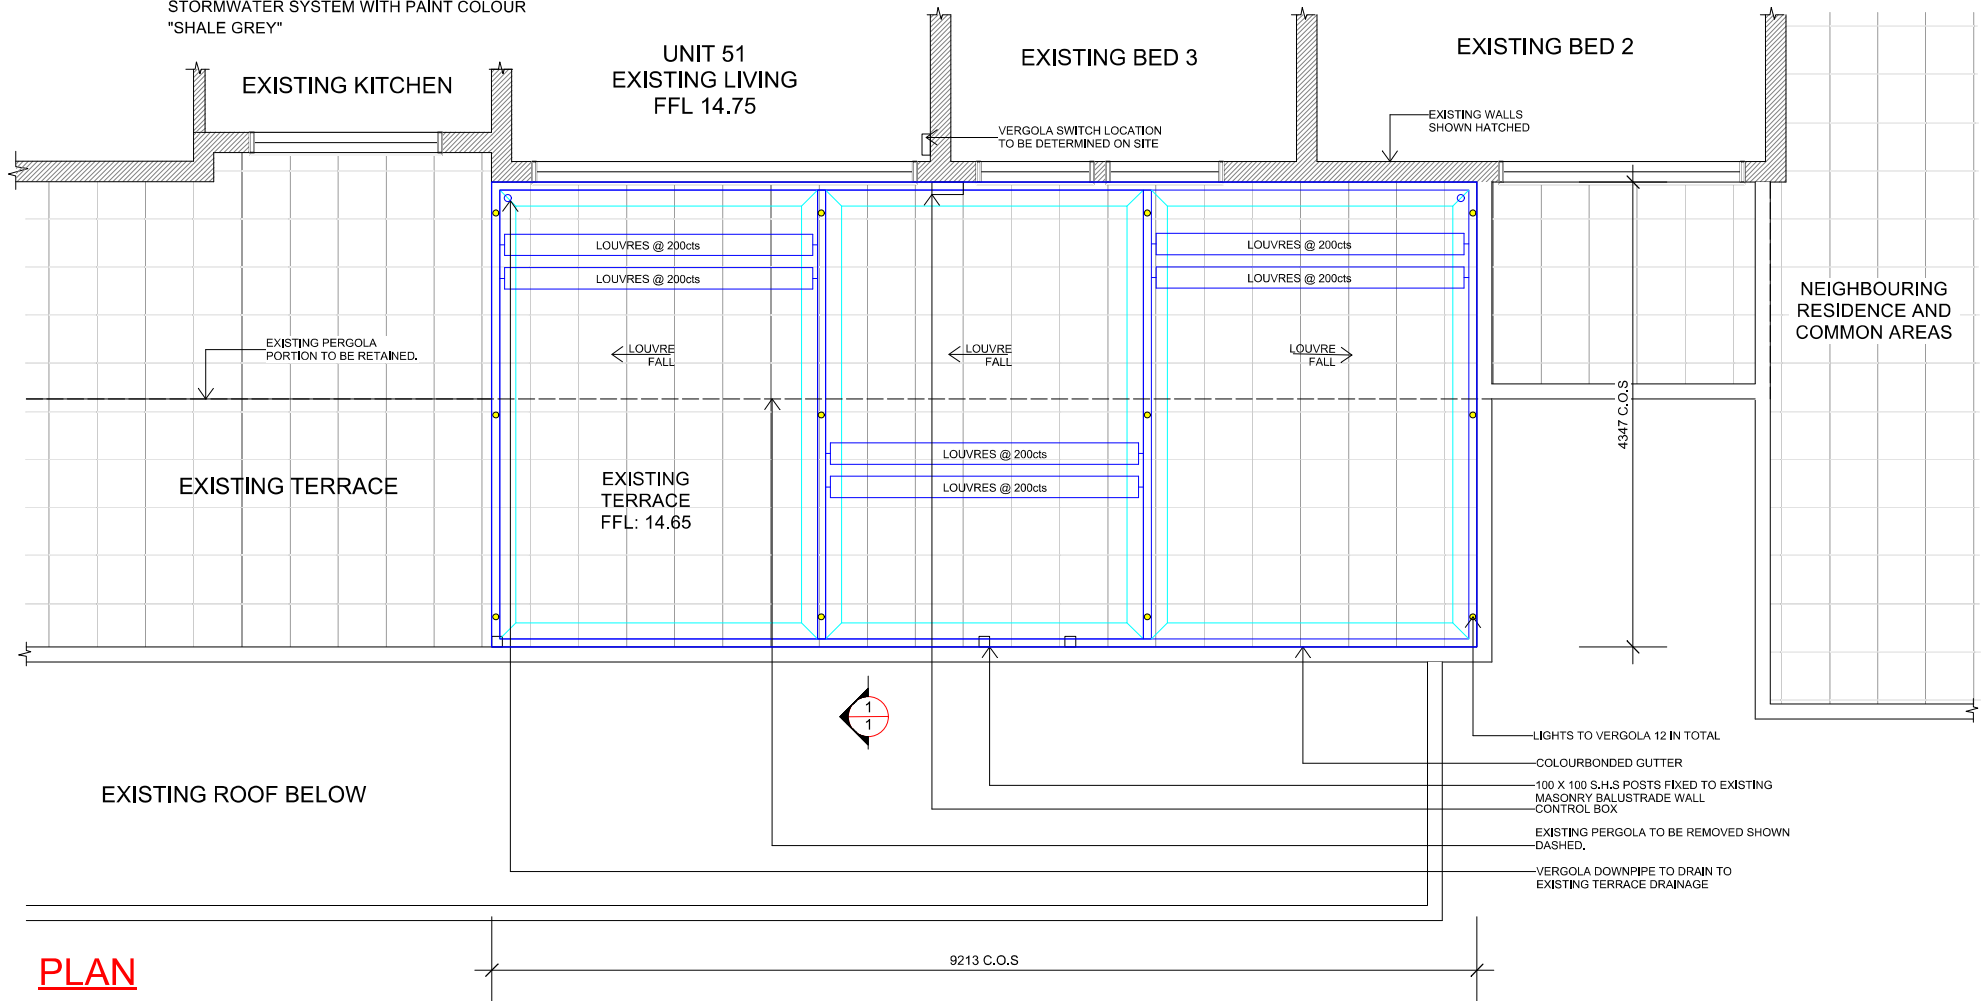 STORMWATER SYSTEM WITH PAINT COLOUR
"SHALE GREY"
EXISTING KITCHEN
UNIT 51
EXISTING LIVING
FFL 14.75
EXISTING BED 3
EXISTING BED 2
VERGOLA SWITCH LOCATION
TO BE DETERMINED ON SITE
EXISTING WALLS
SHOWN HATCHED
LOUVRES @ 200cts
LOUVRES @ 200cts
LOUVRES @ 200cts
LOUVRES @ 200cts
NEIGHBOURING
RESIDENCE AND
COMMON AREAS
EXISTING PERGOLA
PORTION TO BE RETAINED.
LOUVRE
FALL
LOUVRE
FALL
LOUVRE
FALL
4347 C.O.S
LOUVRES @ 200cts
LOUVRES @ 200cts
EXISTING TERRACE
EXISTING
TERRACE
FFL: 14.65
1
1
LIGHTS TO VERGOLA 12 IN TOTAL
COLOURBONDED GUTTER
100 X 100 S.H.S POSTS FIXED TO EXISTING
MASONRY BALUSTRADE WALL
CONTROL BOX
EXISTING PERGOLA TO BE REMOVED SHOWN
DASHED.
VERGOLA DOWNPIPE TO DRAIN TO
EXISTING TERRACE DRAINAGE
EXISTING ROOF BELOW
9213 C.O.S
PLAN